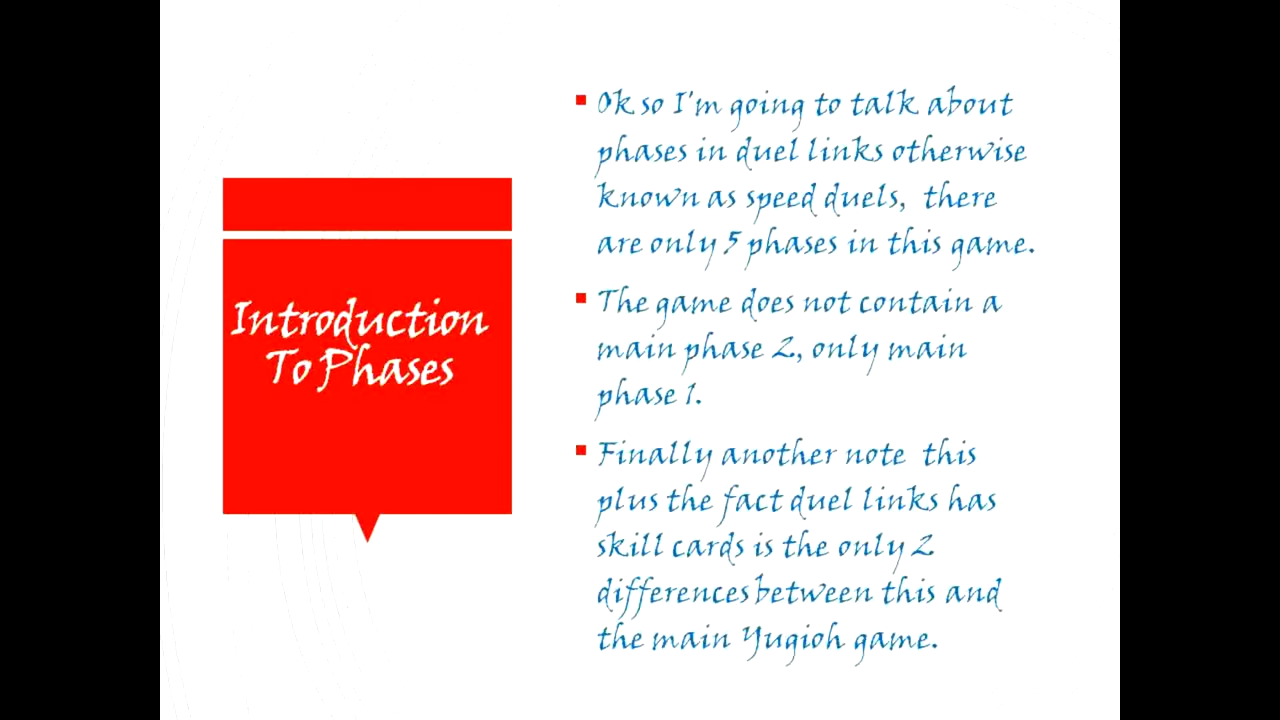 Introduction
To Phases
Ok so I'm going to talk about
phases in duel links otherwise
known as speed duels, there
are only 5 phases in this game.
The game does not contain a
main phase 2, only main
phase 1.
Finally another note this
plus the fact duel links has
skill cards is the only 2
differences between this and
the main Yugioh game.